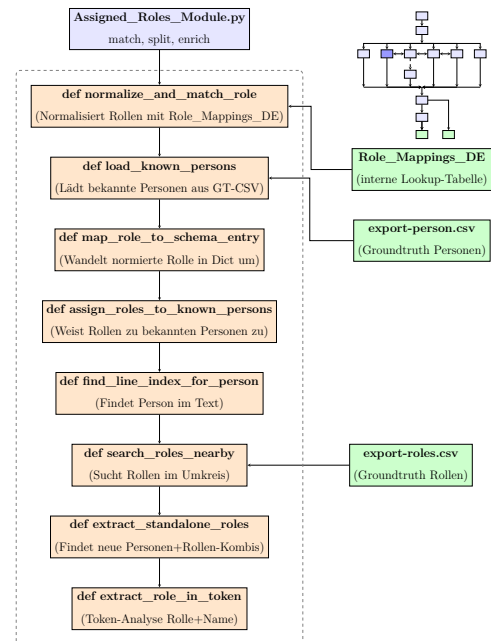 Assigned_Roles_Module.py
match, split, enrich
def normalize_and_match_role
(Normalisiert Rollen mit Role_Mappings_DE)
Role_Mappings_DE
(interne Lookup-Tabelle)
def load_known_persons
(Lädt bekannte Personen aus GT-CSV)
export-person.csv
(Groundtruth Personen)
def map_role_to_schema_entry
(Wandelt normierte Rolle in Dict um)
def assign_roles_to_known_persons
(Weist Rollen zu bekannten Personen zu)
def find_line_index_for_person
(Findet Person im Text)
def search_roles_nearby
(Sucht Rollen im Umkreis)
export-roles.csv
(Groundtruth Rollen)
def extract_standalone_roles
(Findet neue Personen+Rollen-Kombis)
def extract_role_in_token
(Token-Analyse Rolle+Name)